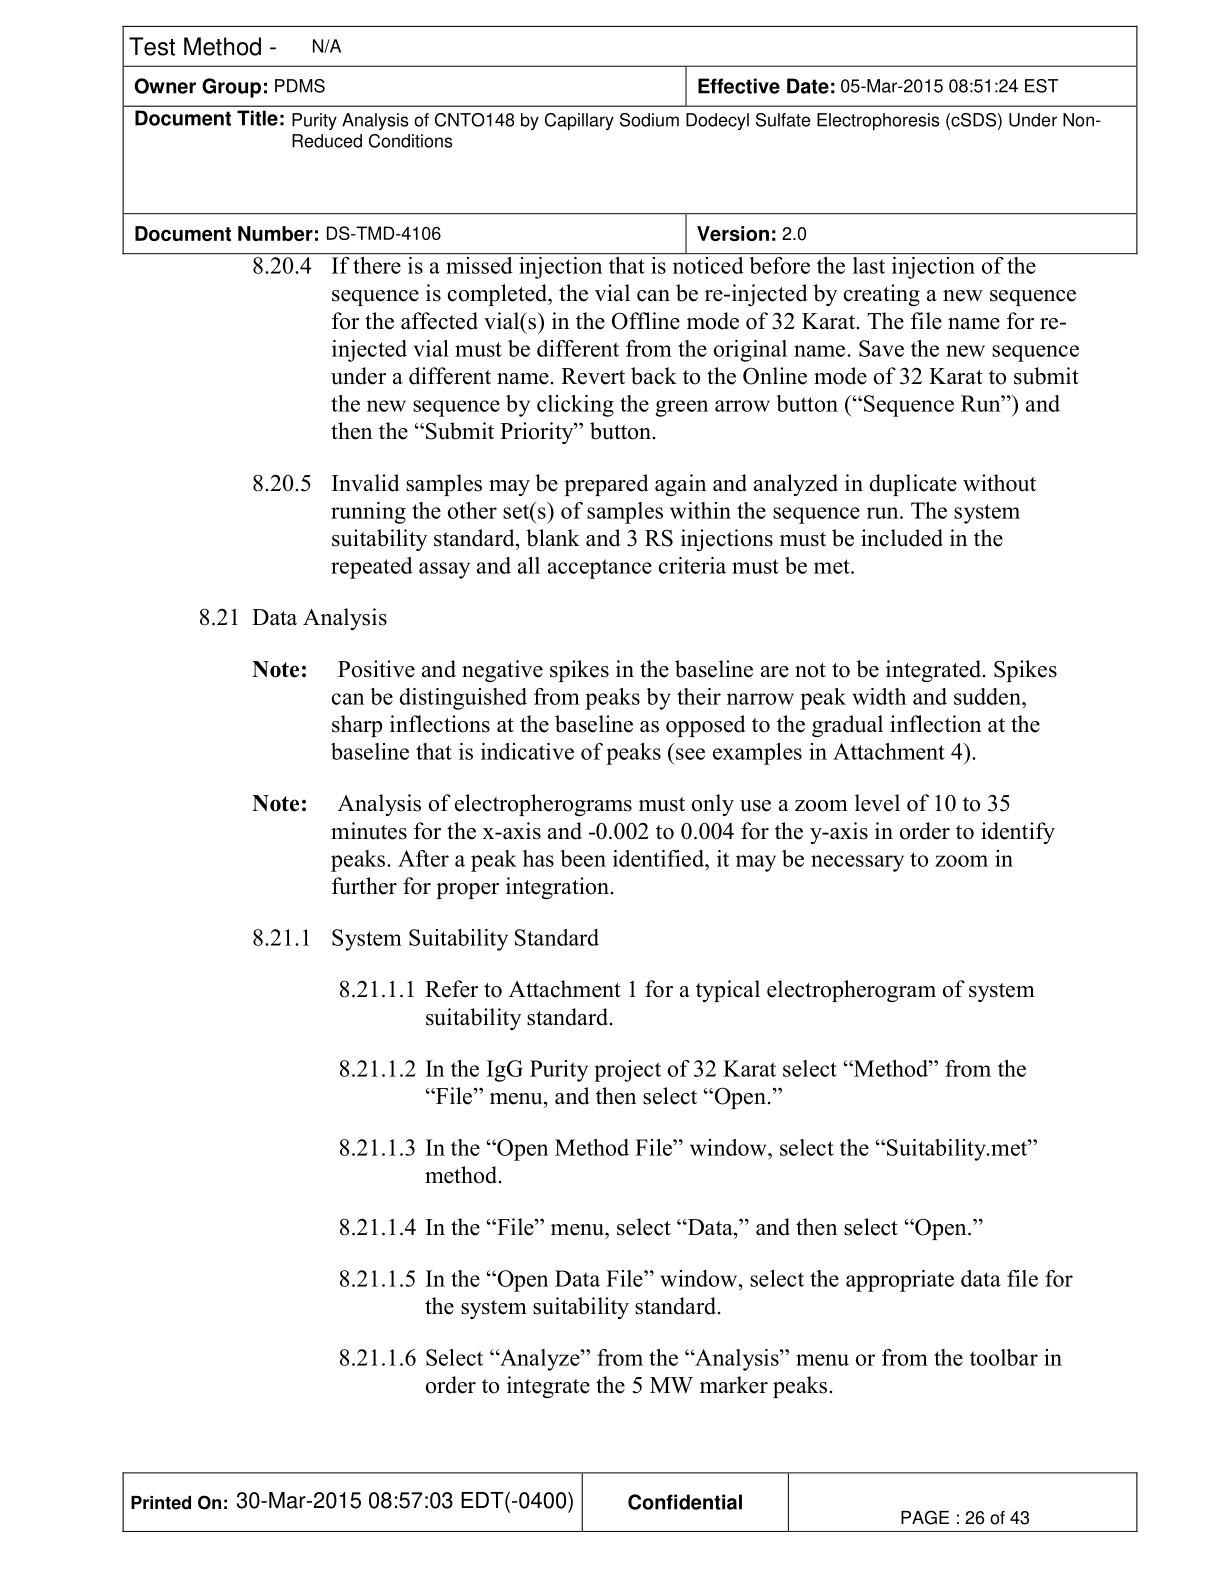 Test Method - N/A
Owner Group: PDMS
Effective Date: 05-Mar-2015 08:51:24 EST
Document Title: Purity Analysis of CNTO148 by Capillary Sodium Dodecyl Sulfate Electrophoresis (cSDS) Under Non-
Reduced Conditions
Document Number: DS-TMD-4106
Version: 2.0
8.20.4 If there is a missed injection that is noticed before the last injection of the
sequence is completed, the vial can be re-injected by creating a new sequence
for the affected vial(s) in the Offline mode of 32 Karat. The file name for re-
injected vial must be different from the original name. Save the new sequence
under a different name. Revert back to the Online mode of 32 Karat to submit
the new sequence by clicking the green arrow button (“Sequence Run”) and
then the “Submit Priority” button.
8.20.5 Invalid samples may be prepared again and analyzed in duplicate without
running the other set(s) of samples within the sequence run. The system
suitability standard, blank and 3 RS injections must be included in the
repeated assay and all acceptance criteria must be met.
8.21 Data Analysis
Note: Positive and negative spikes in the baseline are not to be integrated. Spikes
can be distinguished from peaks by their narrow peak width and sudden,
sharp inflections at the baseline as opposed to the gradual inflection at the
baseline that is indicative of peaks (see examples in Attachment 4).
Note: Analysis of electropherograms must only use a zoom level of 10 to 35
minutes for the x-axis and -0.002 to 0.004 for the y-axis in order to identify
peaks. After a peak has been identified, it may be necessary to zoom in
further for proper integration.
8.21.1 System Suitability Standard
8.21.1.1 Refer to Attachment 1 for a typical electropherogram of system
suitability standard.
8.21.1.2 In the IgG Purity project of 32 Karat select “Method” from the
“File” menu, and then select “Open.”
8.21.1.3 In the “Open Method File” window, select the “Suitability.met”
method.
8.21.1.4 In the “File” menu, select “Data,” and then select “Open.”
8.21.1.5 In the “Open Data File” window, select the appropriate data file for
the system suitability standard.
8.21.1.6 Select “Analyze” from the “Analysis” menu or from the toolbar in
order to integrate the 5 MW marker peaks.
Printed On: 30-Mar-2015 08:57:03 EDT(-0400)
Confidential
PAGE : 26 of 43